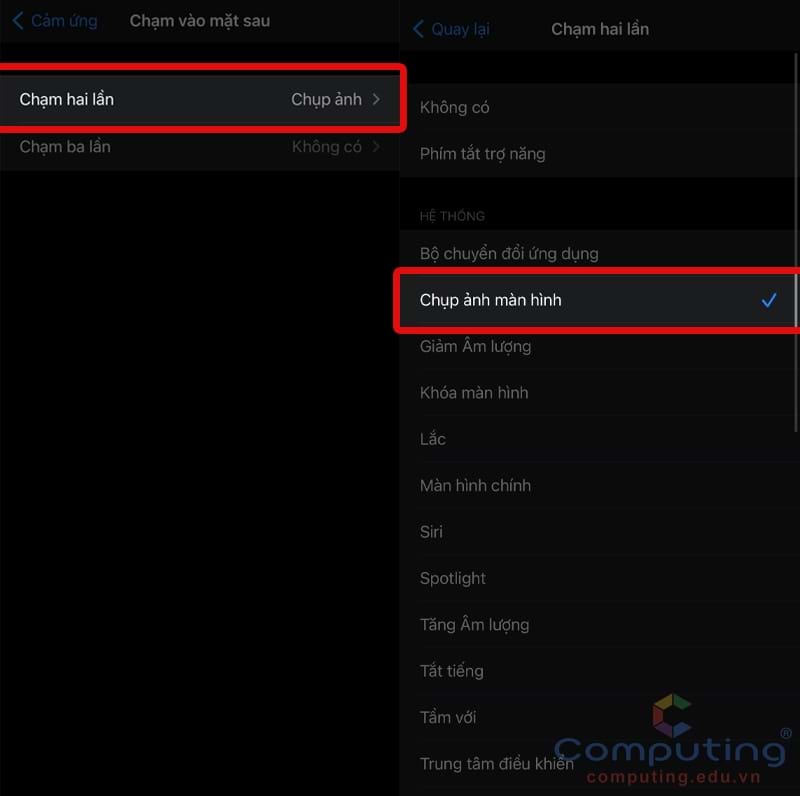 Cảm ứng
Chạm vào mặt sau
Chạm hai lần
Chụp ảnh
Chạm ba lần
Không có
Quay lại
Chạm hai lần
Không có
Phím tắt trợ năng
HỆ THỐNG
Bộ chuyển đổi ứng dụng
Chụp ảnh màn hình
Giảm Âm lượng
Khóa màn hình
Lắc
Màn hình chính
Siri
Spotlight
Tăng Âm lượng
Tắt tiếng
Tầm với
Trung tâm điều khiển
Computing®
computing.edu.vn